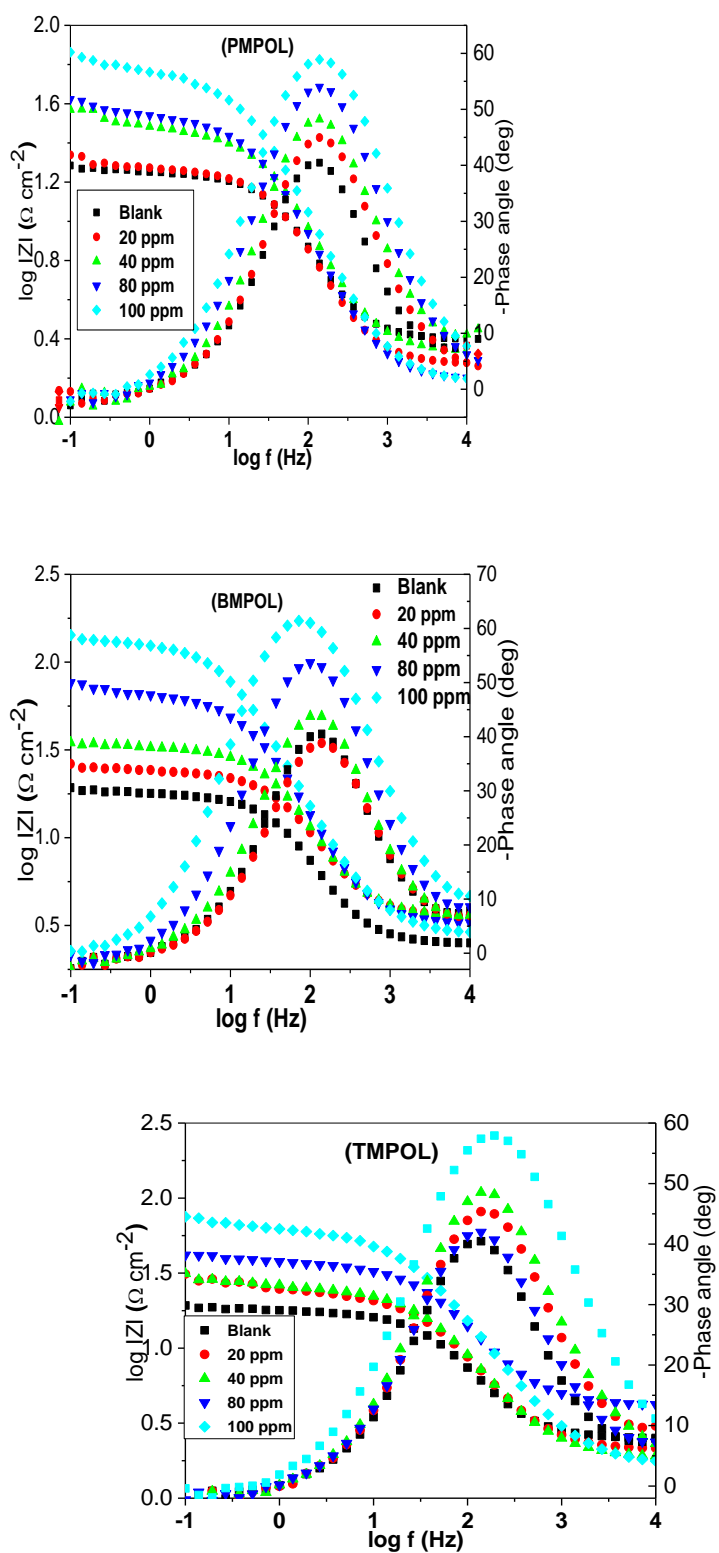 (PMPOL)
log |Z| (Ω cm-2)
2.0
1.6
1.2
0.8
0.4
0.0
Blank
20 ppm
40 ppm
80 ppm
100 ppm
60
50
40
30
20
10
0
-Phase angle (deg)
-1 0 1 2 3 4
log f (Hz)
(BMPOL)
log |Z| (Ω cm-2)
2.5
2.0
1.5
1.0
0.5
Blank
20 ppm
40 ppm
80 ppm
100 ppm
70
60
50
40
30
20
10
0
-Phase angle (deg)
-1 0 1 2 3 4
log f (Hz)
(TMPOL)
log |Z| (Ω cm-2)
2.5
2.0
1.5
1.0
0.5
0.0
Blank
20 ppm
40 ppm
80 ppm
100 ppm
60
50
40
30
20
10
0
-Phase angle (deg)
-1 0 1 2 3 4
log f (Hz)